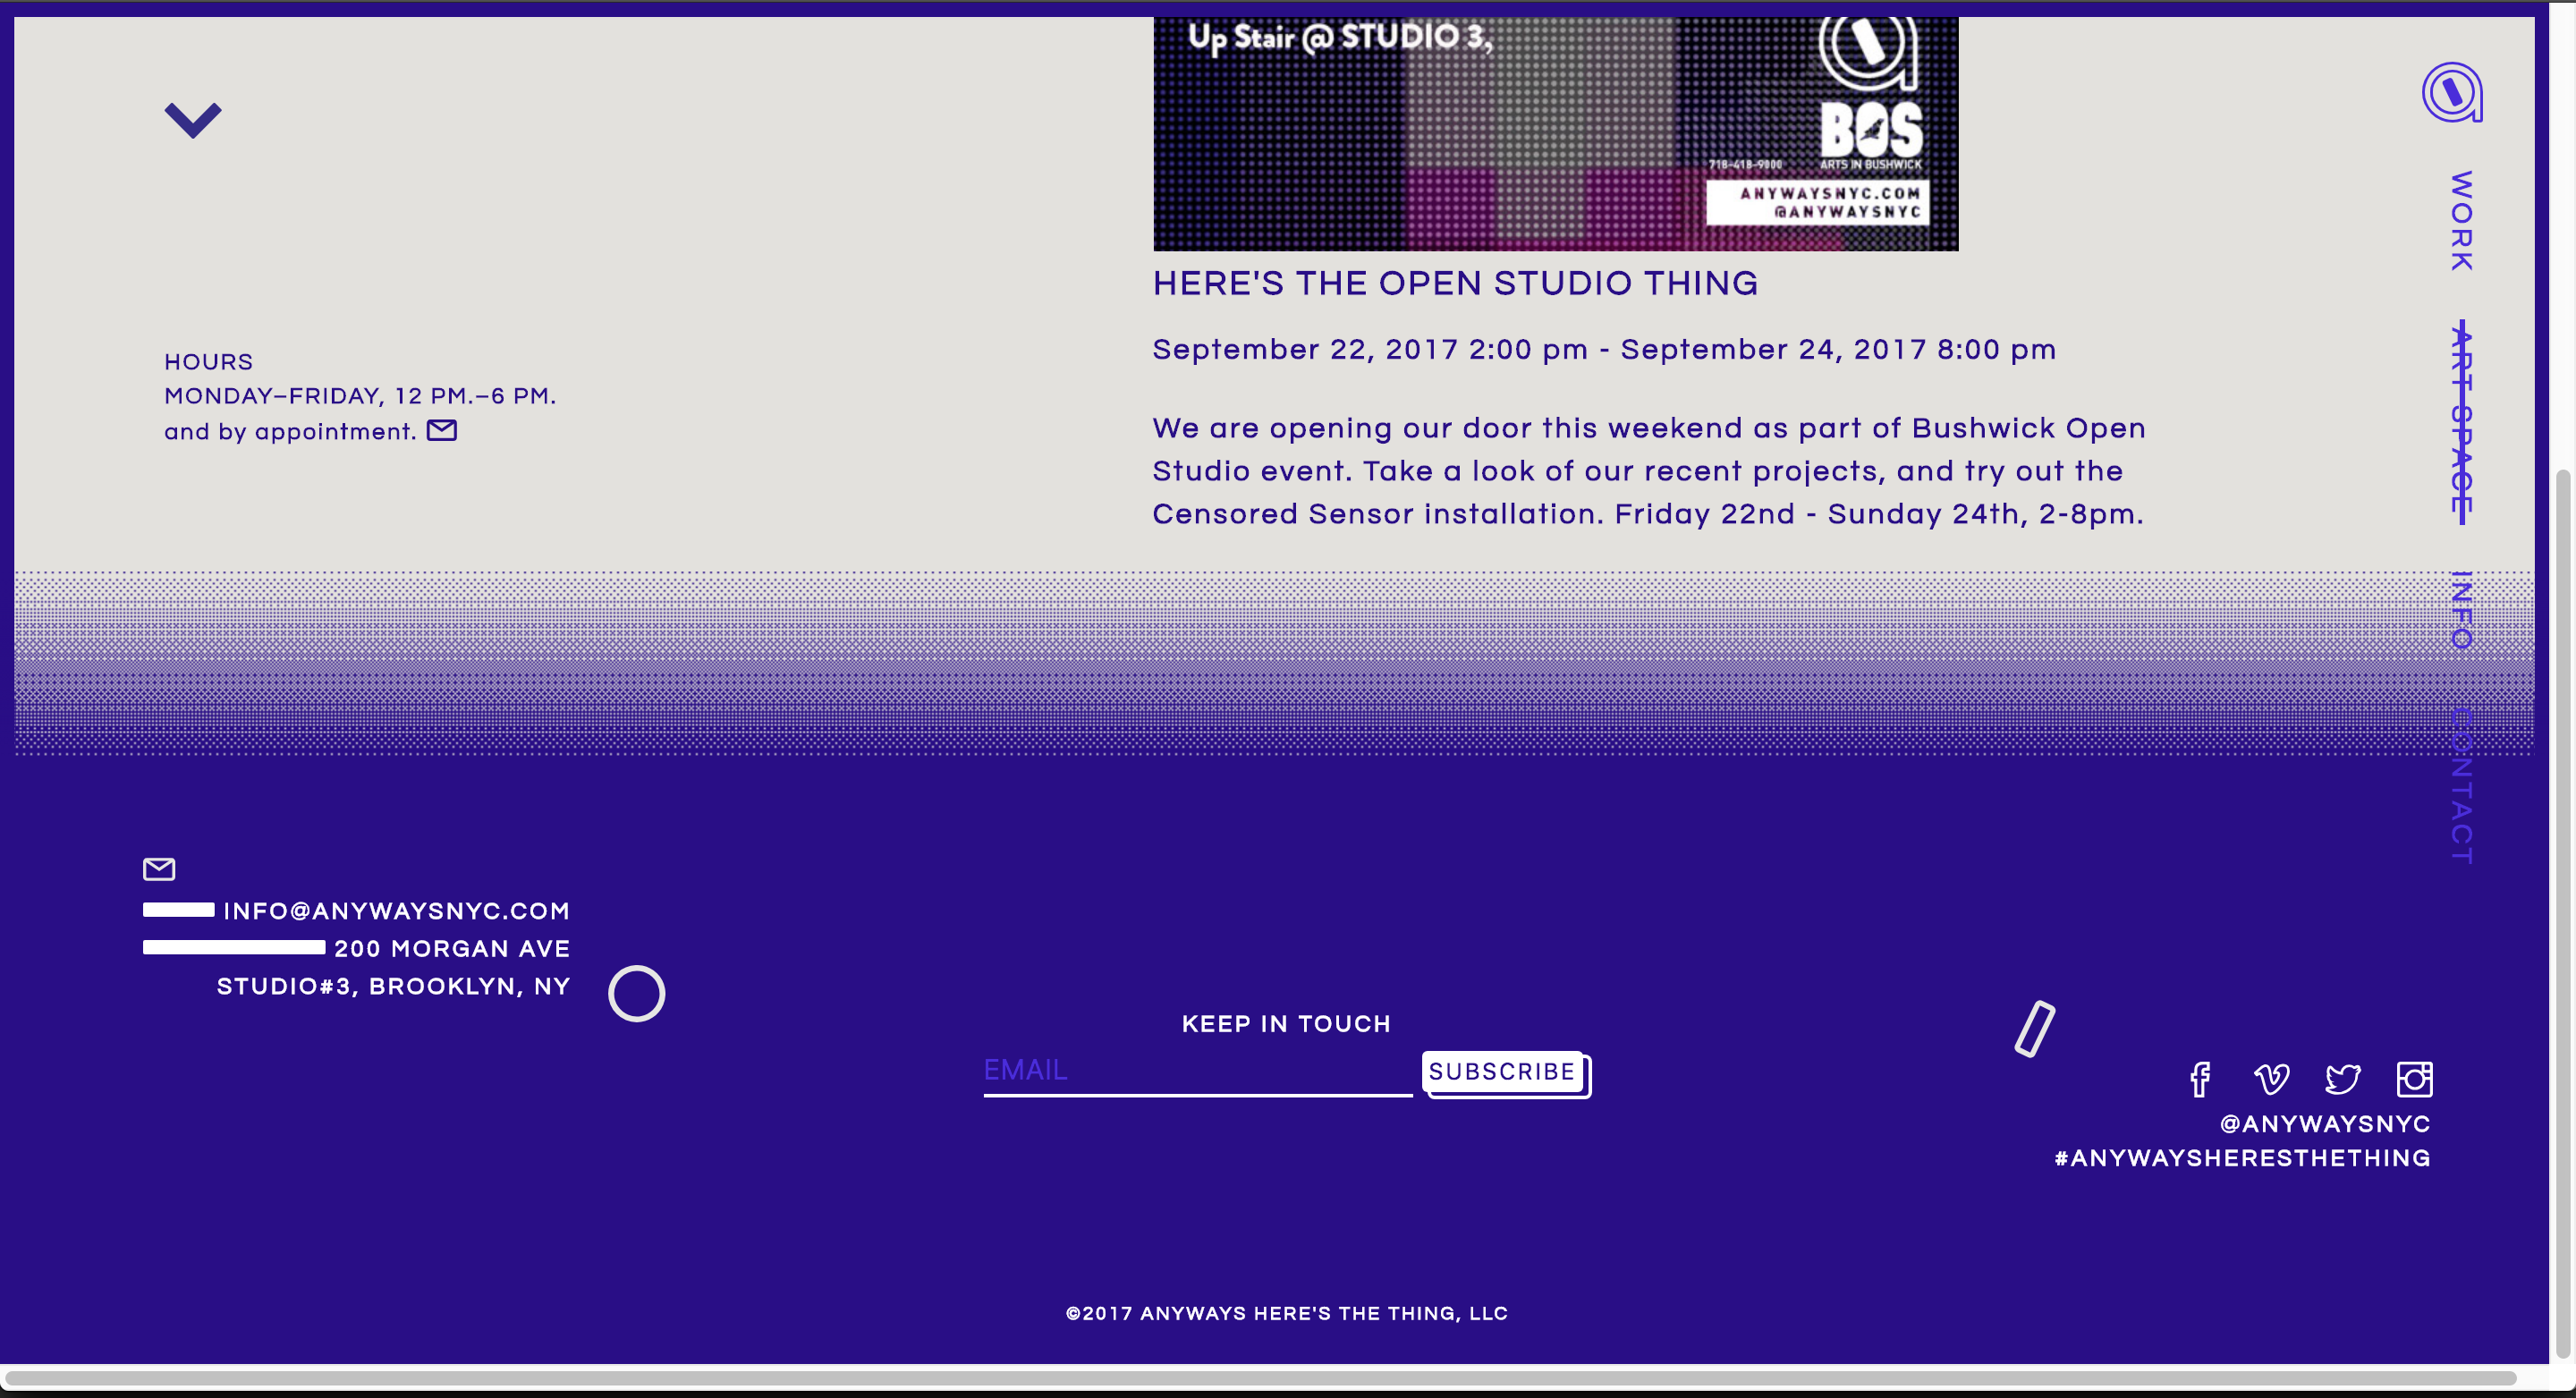 Up Stair @ STUDIO 3,
BOS
718-418-9000
ARTS IN BUSHWICK
ANYWAYSNYC.COM
@ANYWAYSNYC
HERE'S THE OPEN STUDIO THING
September 22, 2017 2:00 pm - September 24, 2017 8:00 pm
We are opening our door this weekend as part of Bushwick Open
Studio event. Take a look of our recent projects, and try out the
Censored Sensor installation. Friday 22nd - Sunday 24th, 2-8pm.
HOURS
MONDAY–FRIDAY, 12 PM.–6 PM.
and by appointment.
WORK
ART SPACE
INFO
CONTACT
INFO@ANYWAYSNYC.COM
200 MORGAN AVE
STUDIO#3, BROOKLYN, NY
KEEP IN TOUCH
EMAIL
SUBSCRIBE
@ANYWAYSNYC
#ANYWAYSHERESTHETHING
©2017 ANYWAYS HERE'S THE THING, LLC